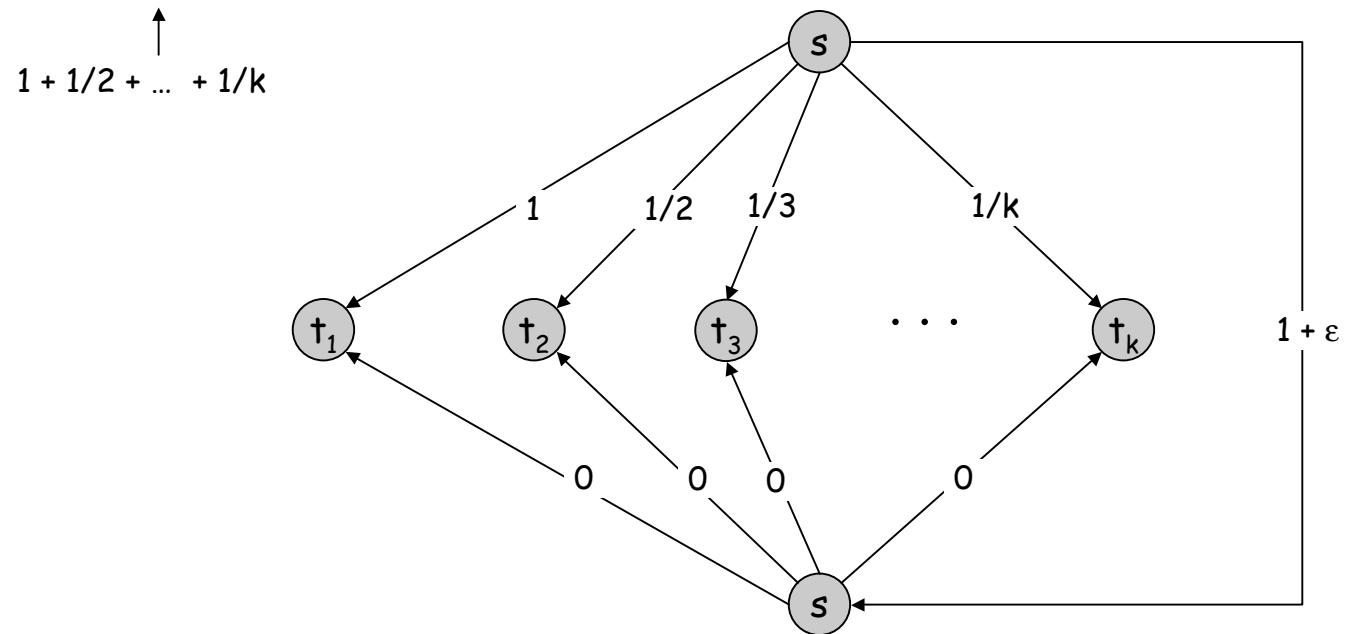 s
1 + 1/2 + … + 1/k
1 1/2 1/3 1/k
t1 t2 t3 . . . tk 1 + ε
0 0 0 0
s